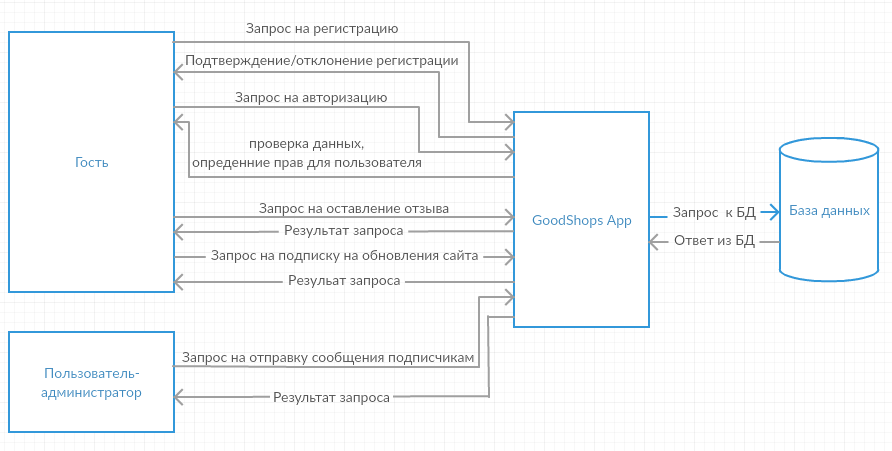 Запрос на регистрацию
Подтверждение/отклонение регистрации
Запрос на авторизацию
проверка данных,
опреденние прав для пользователя
Гость
Запрос на оставление отзыва
Результат запроса
Запрос на подписку на обновления сайта
Резульат запроса
GoodShops App
Запрос к БД
Ответ из БД
База данных
Запрос на отправку сообщения подписчикам
Пользователь-
администратор
Результат запроса